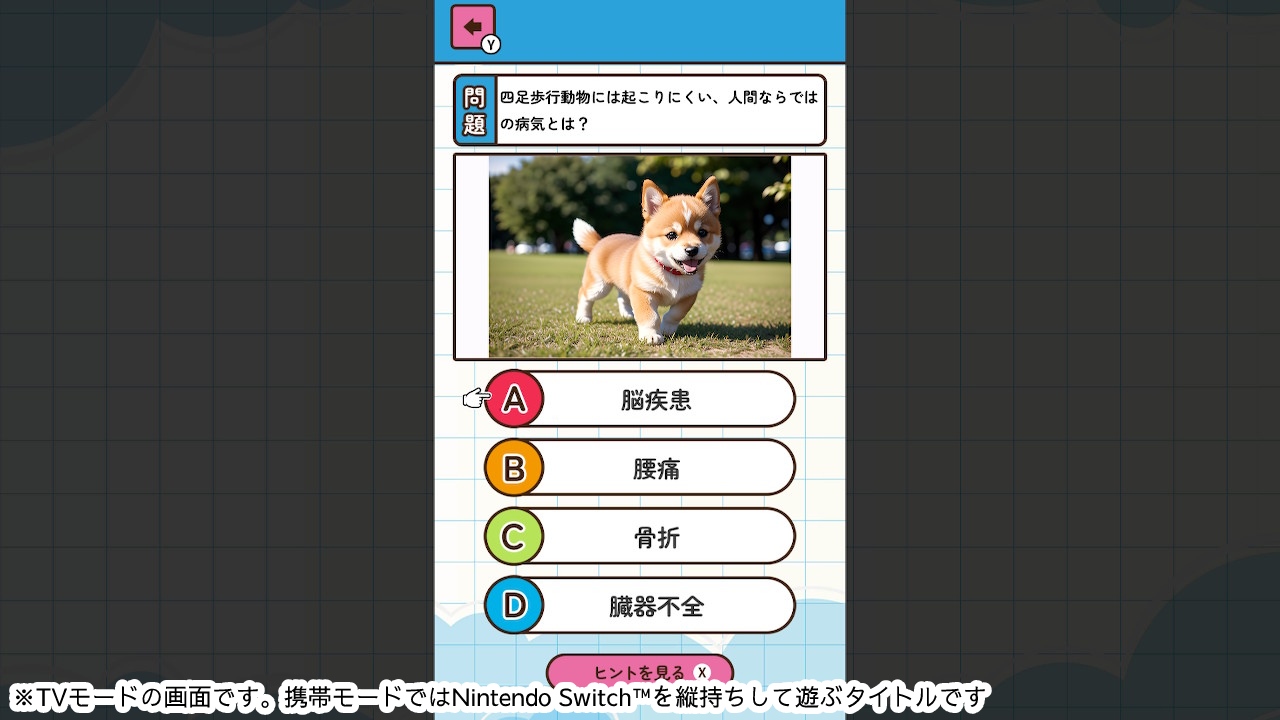 Y
問題
四足歩行動物には起こりにくい、人間ならでは
の病気とは？
A 脳疾患
B 腰痛
C 骨折
D 臓器不全
ヒントを見る X
※TVモードの画面です。携帯モードではNintendo Switch™を縦持ちして遊ぶタイトルです